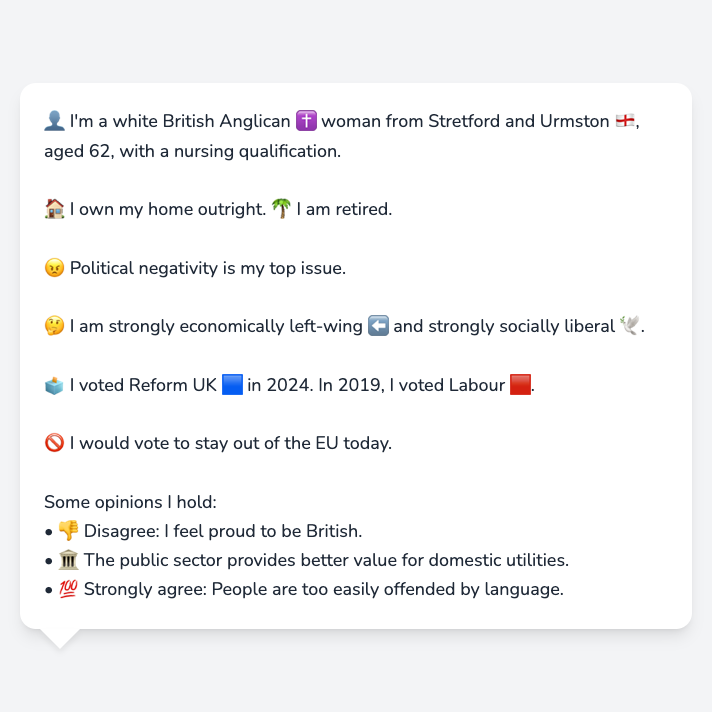 👤 I'm a white British Anglican ✝️ woman from Stretford and Urmston 🏴󠁧󠁢󠁥󠁮󠁧󠁿,
aged 62, with a nursing qualification.
🏠 I own my home outright. 🌴 I am retired.
😠 Political negativity is my top issue.
🤔 I am strongly economically left-wing ⬅️ and strongly socially liberal 🕊️.
🗳️ I voted Reform UK 🟦 in 2024. In 2019, I voted Labour 🟥.
🚫 I would vote to stay out of the EU today.
Some opinions I hold:
• 👎 Disagree: I feel proud to be British.
• 🏛️ The public sector provides better value for domestic utilities.
• 💯 Strongly agree: People are too easily offended by language.